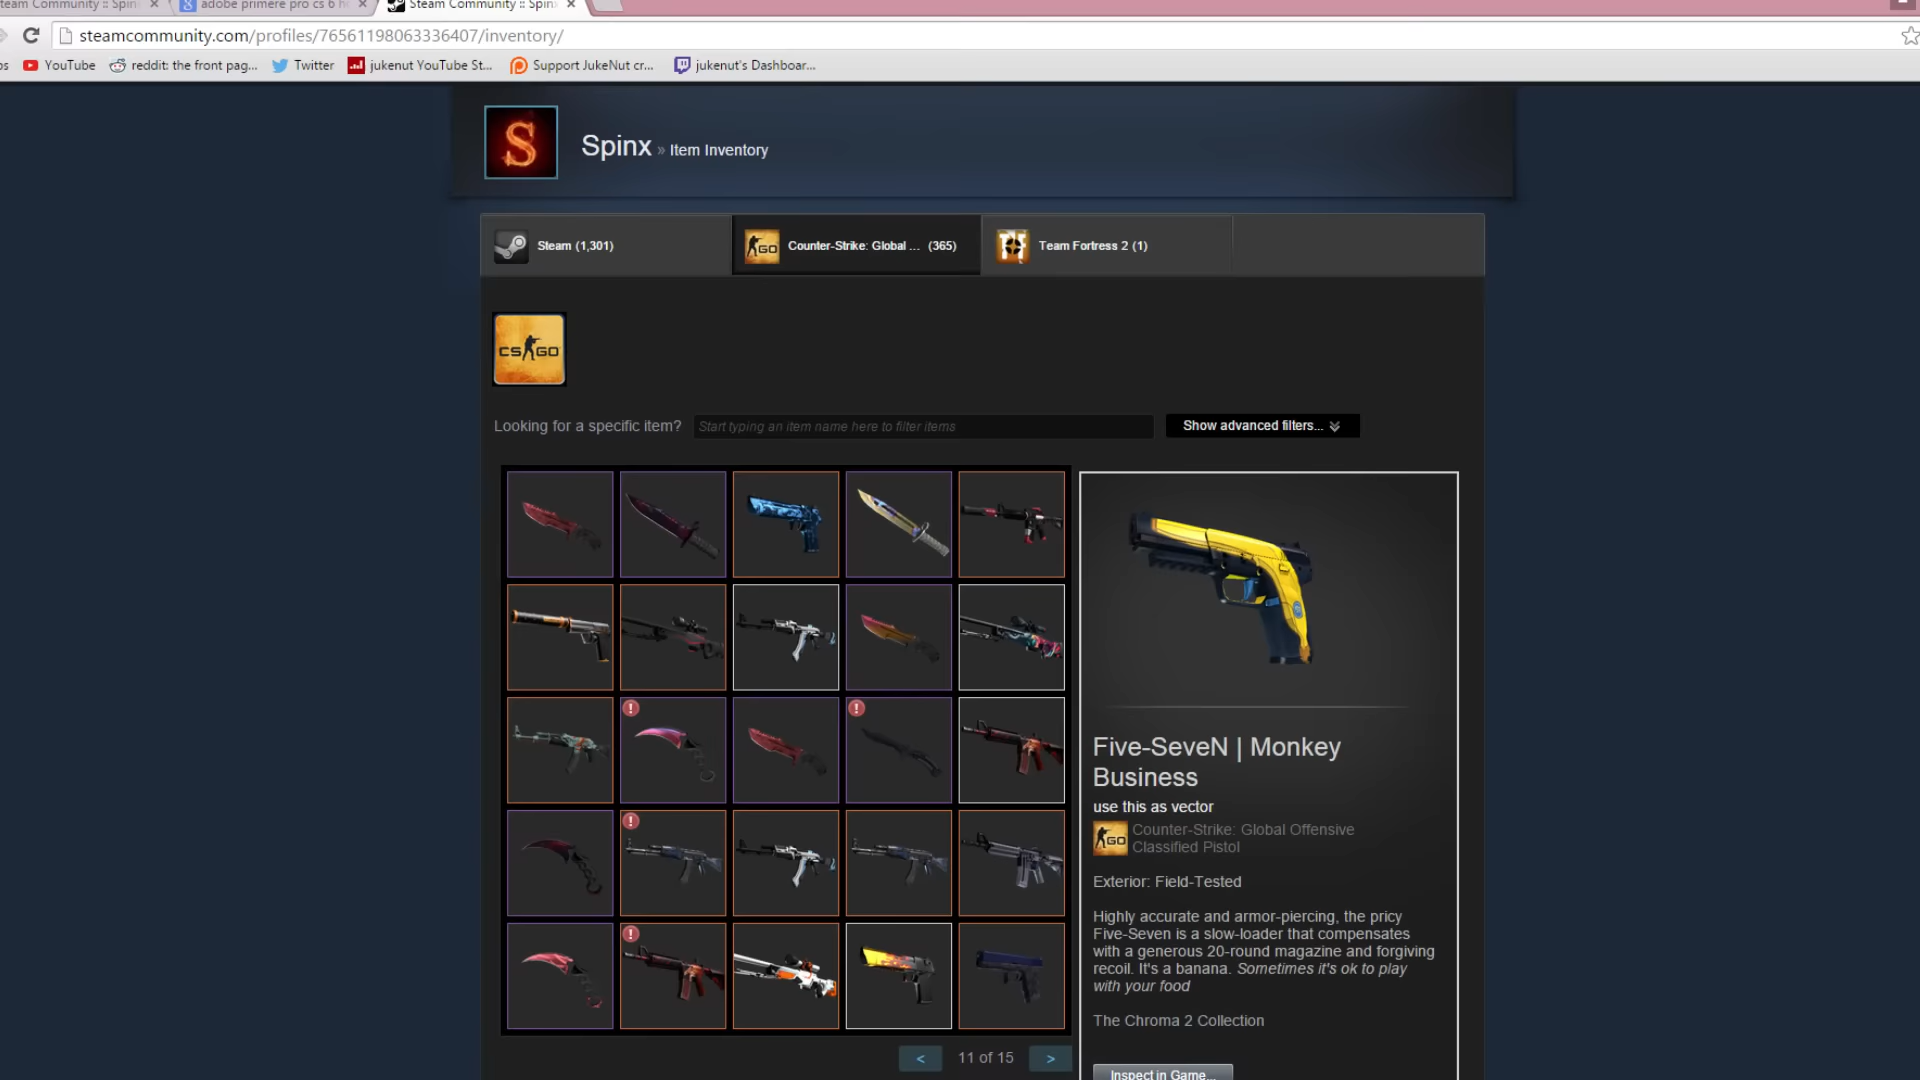 Steam Community :: Spin
adobe primere pro cs 6 h
Steam Community :: Spin
steamcommunity.com/profiles/76561198063336407/inventory/
YouTube
reddit: the front pag...
Twitter
jukenut YouTube St...
Support JukeNut cr...
jukenut's Dashboar...
S
Spinx » Item Inventory
Steam (1,301)
GO
Counter-Strike: Global ... (365)
Team Fortress 2 (1)
CS GO
Looking for a specific item?
Start typing an item name here to filter items
Show advanced filters...
Five-SeveN | Monkey
Business
use this as vector
GO
Counter-Strike: Global Offensive
Classified Pistol
Exterior: Field-Tested
Highly accurate and armor-piercing, the pricy
Five-Seven is a slow-loader that compensates
with a generous 20-round magazine and forgiving
recoil. It's a banana. Sometimes it's ok to play
with your food
The Chroma 2 Collection
< 11 of 15 >
Inspect in Game...